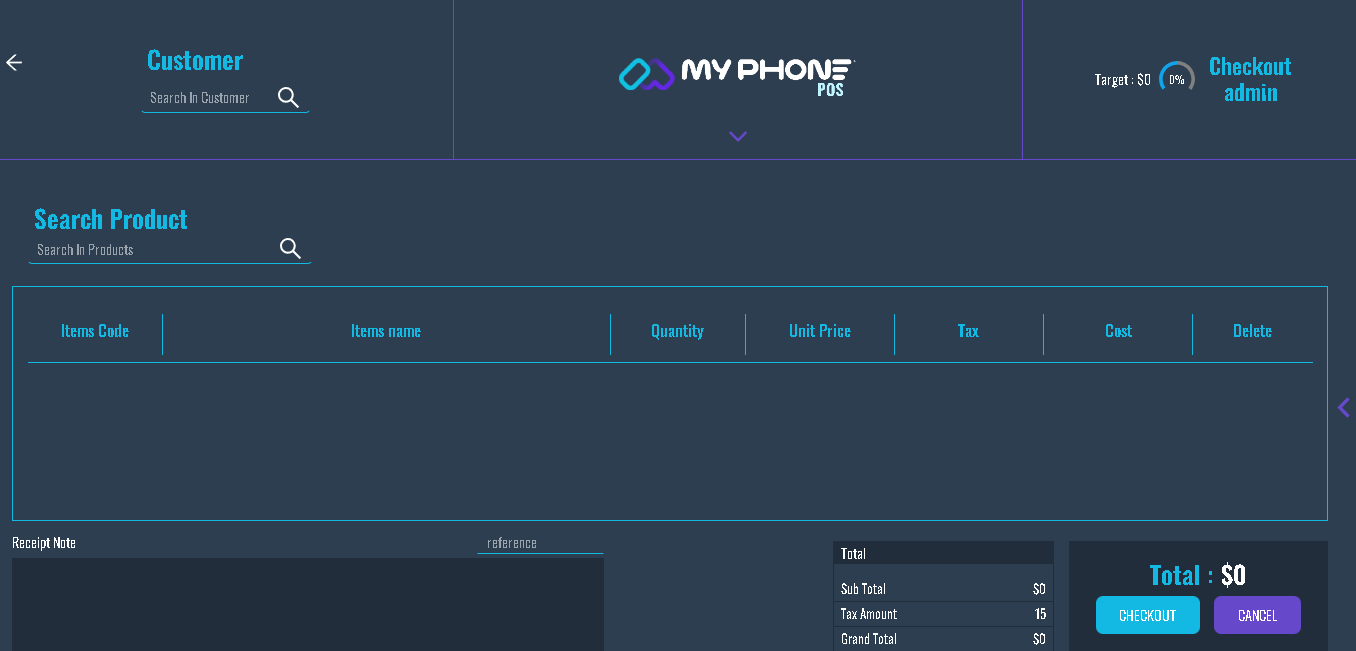 Customer
Search In Customer
MY PHONE
POS
Target : $0
0%
Checkout
admin
Search Product
Search In Products
Items Code
Items name
Quantity
Unit Price
Tax
Cost
Delete
Receipt Note
reference
Total
Sub Total $0
Tax Amount 15
Grand Total $0
Total : $0
CHECKOUT
CANCEL